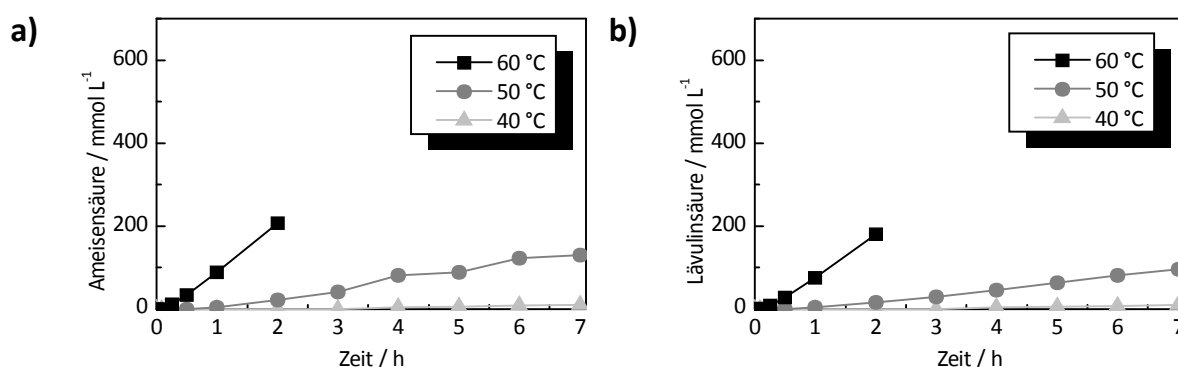 a)
Ameisensäure / mmol L⁻¹
600
400
200
0
0 1 2 3 4 5 6 7
Zeit / h
60 °C
50 °C
40 °C
b)
Lävulinsäure / mmol L⁻¹
600
400
200
0
0 1 2 3 4 5 6 7
Zeit / h
60 °C
50 °C
40 °C